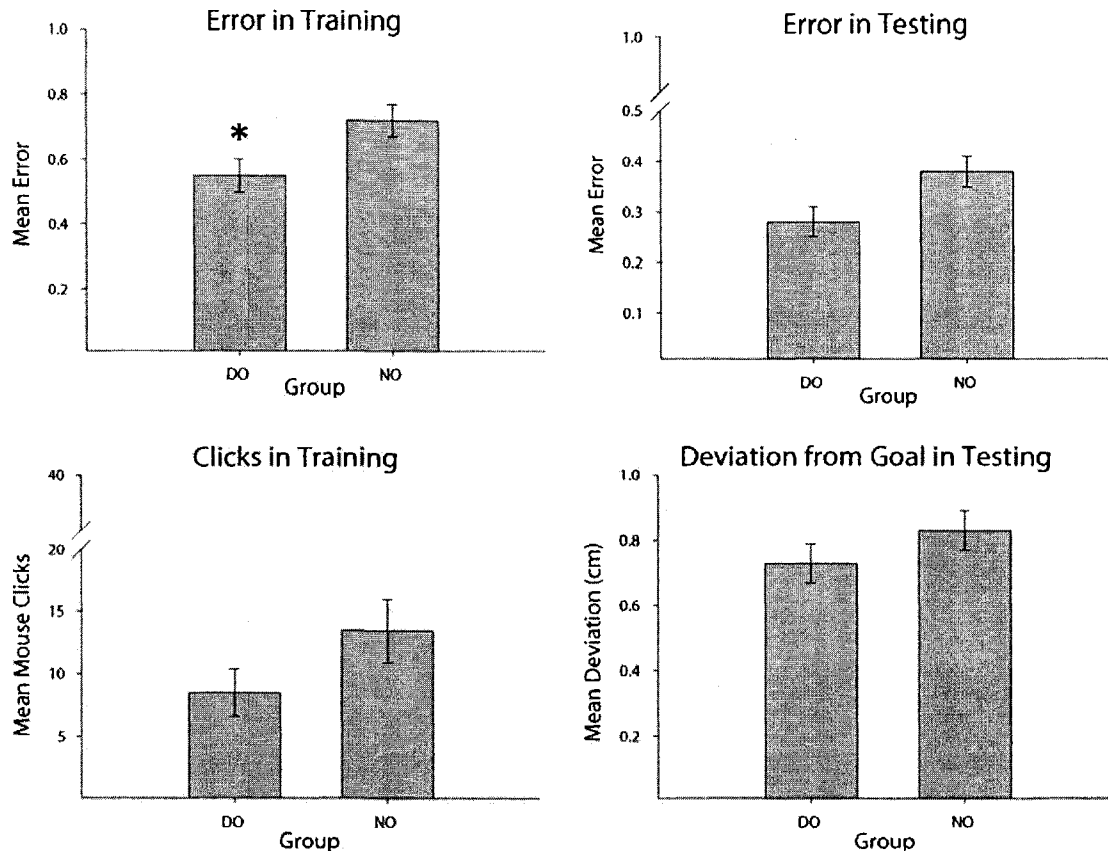 Error in Training
1.0
0.8
0.6
0.4
0.2
*
Mean Error
DO NO
Group
Error in Testing
1.0
0.5
0.4
0.3
0.2
0.1
Mean Error
DO NO
Group
Clicks in Training
40
20
15
10
5
Mean Mouse Clicks
DO NO
Group
Deviation from Goal in Testing
1.0
0.8
0.6
0.4
0.2
Mean Deviation (cm)
DO NO
Group